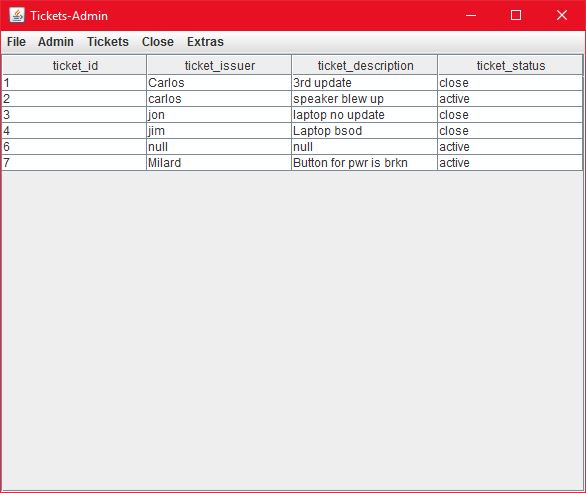 Tickets-Admin
File Admin Tickets Close Extras
ticket_id ticket_issuer ticket_description ticket_status
1 Carlos 3rd update close
2 carlos speaker blew up active
3 jon laptop no update close
4 jim Laptop bsod close
6 null null active
7 Milard Button for pwr is brkn active